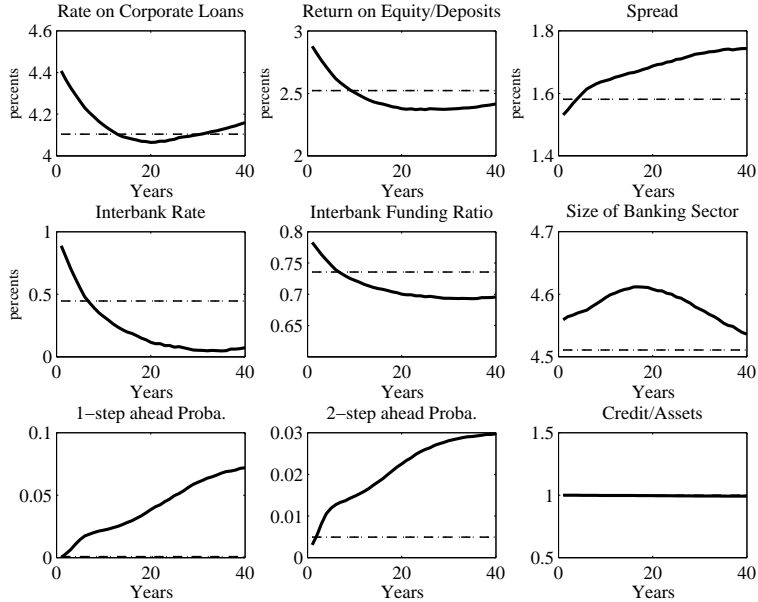 Rate on Corporate Loans
4.6
4.4
4.2
4
percents
0
20
40
Years
Return on Equity/Deposits
3
2.5
2
0
20
40
Years
Spread
1.8
1.6
1.4
percents
0
20
40
Years
Interbank Rate
1
0.5
0
percents
0
20
40
Years
Interbank Funding Ratio
0.8
0.75
0.7
0.65
0
20
40
Years
Size of Banking Sector
4.7
4.6
4.5
0
20
40
Years
1−step ahead Proba.
0.1
0.05
0
0
20
40
Years
2−step ahead Proba.
0.03
0.02
0.01
0
0
20
40
Years
Credit/Assets
1.5
1
0.5
0
20
40
Years